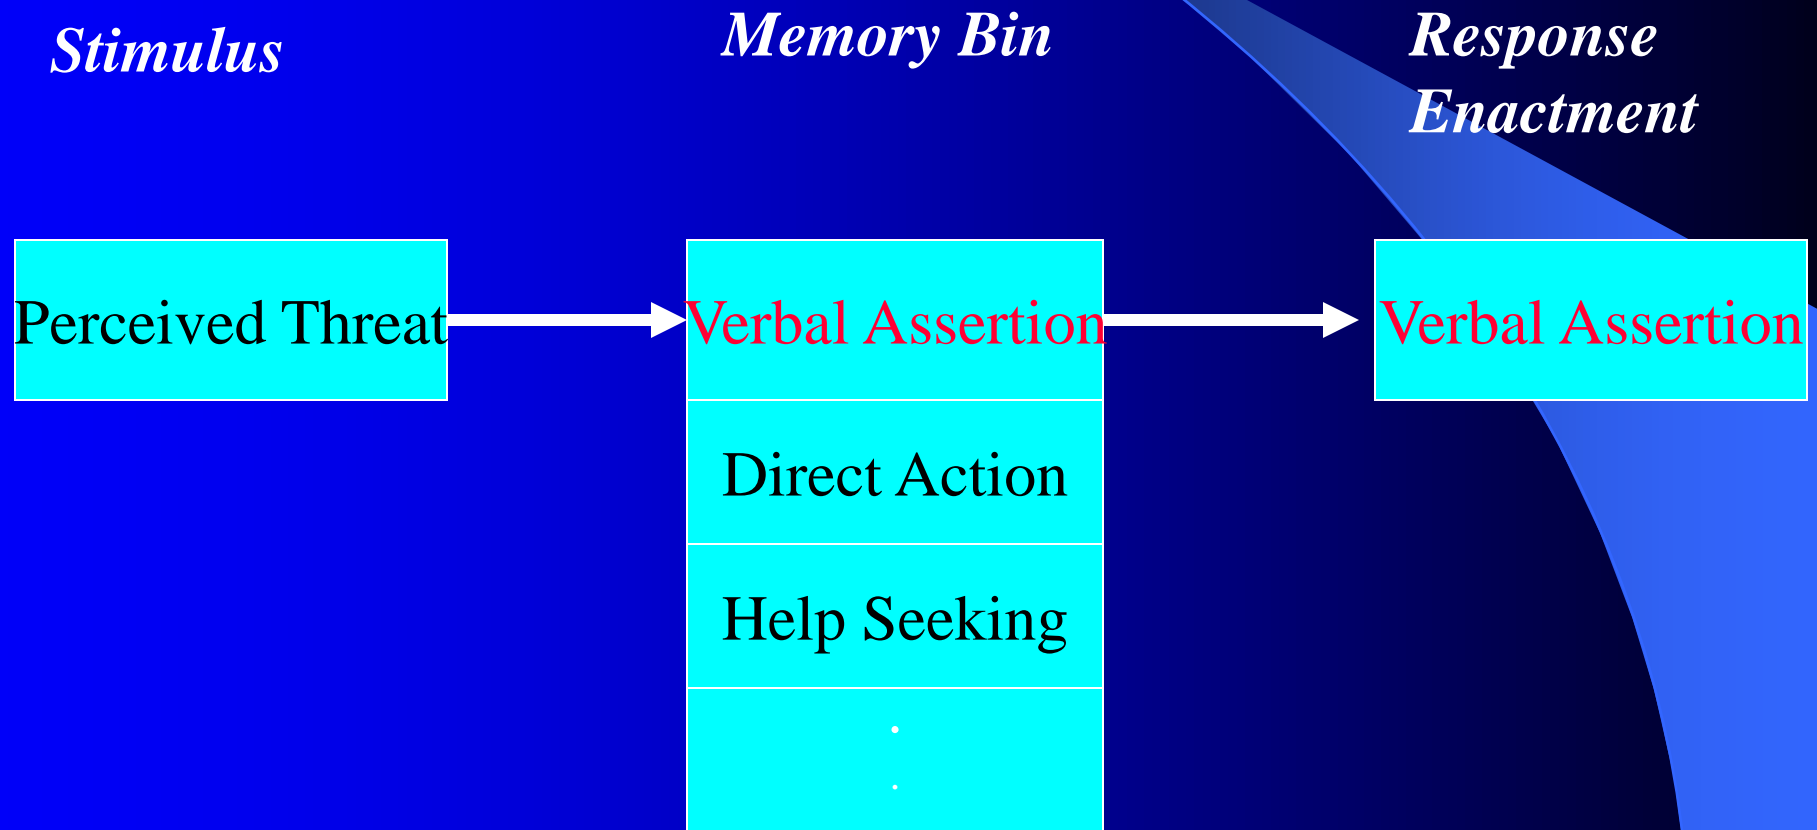 Stimulus
Memory Bin
Response
Enactment
Perceived Threat
Verbal Assertion
Verbal Assertion
Direct Action
Help Seeking
.
.